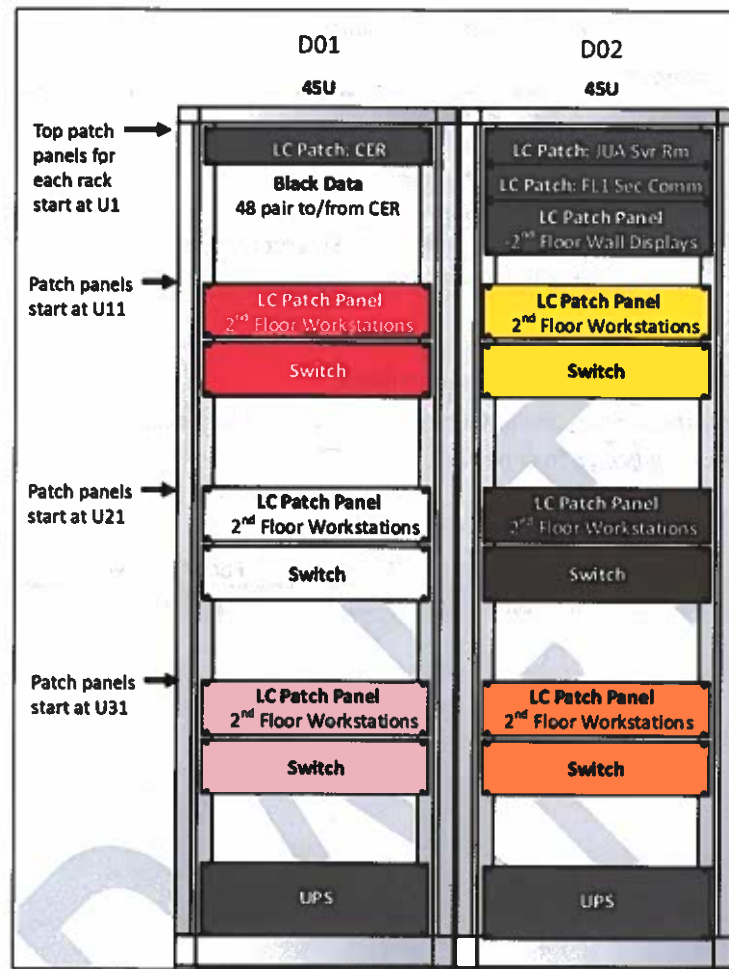 D01
45U
D02
45U
Top patch
panels for
each rack
start at U1
LC Patch: CER
Black Data
48 pair to/from CER
LC Patch: JUA Svr Rm
LC Patch: FL1 Sec Comm
LC Patch Panel
-2nd Floor Wall Displays
Patch panels
start at U11
LC Patch Panel
2nd Floor Workstations
Switch
LC Patch Panel
2nd Floor Workstations
Switch
Patch panels
start at U21
LC Patch Panel
2nd Floor Workstations
Switch
LC Patch Panel
2nd Floor Workstations
Switch
Patch panels
start at U31
LC Patch Panel
2nd Floor Workstations
Switch
LC Patch Panel
2nd Floor Workstations
Switch
UPS
UPS